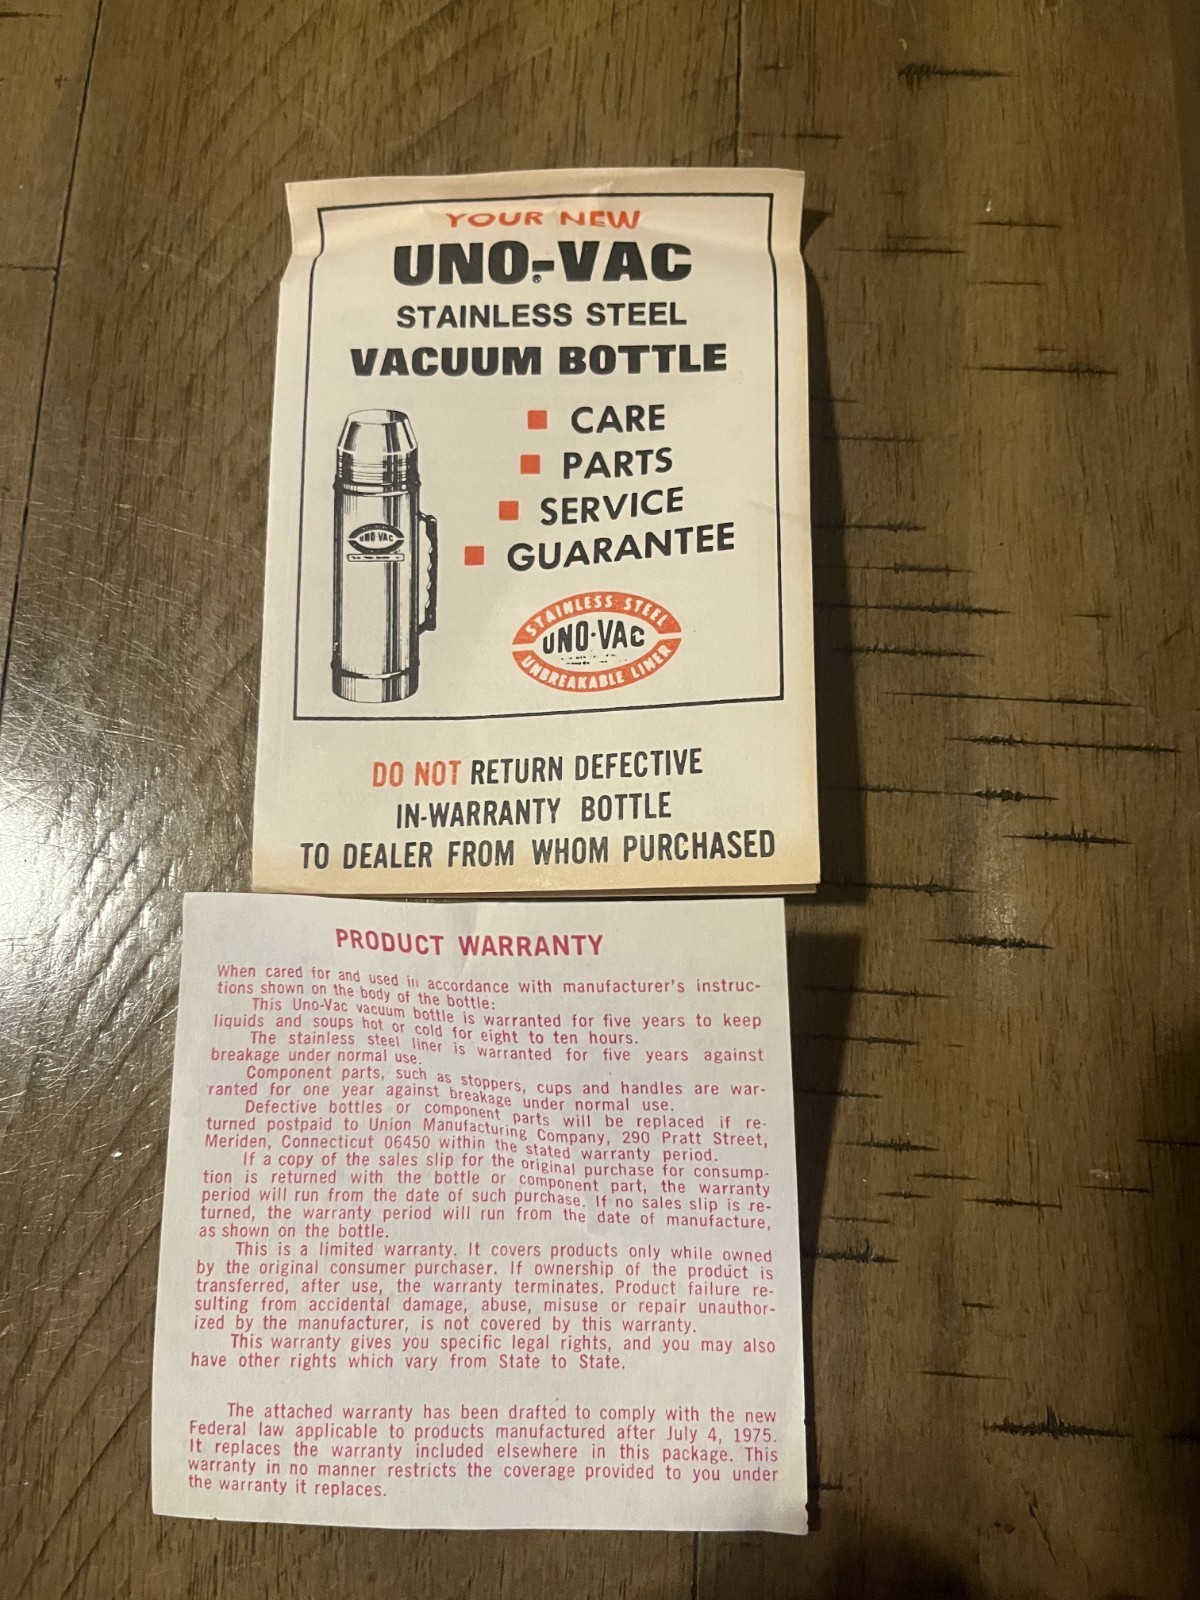 YOUR NEW
UNO-VAC
®
STAINLESS STEEL
VACUUM BOTTLE
CARE
PARTS
SERVICE
GUARANTEE
UNO VAC
STAINLESS STEEL
UNO-VAC
UNBREAKABLE LINER
DO NOT RETURN DEFECTIVE
IN-WARRANTY BOTTLE
TO DEALER FROM WHOM PURCHASED
PRODUCT WARRANTY
When cared for and used in accordance with manufacturer's instruc-
tions shown on the body of the bottle:
This Uno-Vac vacuum bottle is warranted for five years to keep
liquids and soups hot or cold for eight to ten hours.
The stainless steel liner is warranted for five years against
breakage under normal use.
Component parts, such as stoppers, cups and handles are war-
ranted for one year against breakage under normal use.
Defective bottles or component parts will be replaced if re-
turned postpaid to Union Manufacturing Company, 290 Pratt Street,
Meriden, Connecticut 06450 within the stated warranty period.
If a copy of the sales slip for the original purchase for consump-
tion is returned with the bottle or component part, the warranty
period will run from the date of such purchase. If no sales slip is re-
turned, the warranty period will run from the date of manufacture,
as shown on the bottle.
This is a limited warranty. It covers products only while owned
by the original consumer purchaser. If ownership of the product is
transferred, after use, the warranty terminates. Product failure re-
sulting from accidental damage, abuse, misuse or repair unauthor-
ized by the manufacturer, is not covered by this warranty.
This warranty gives you specific legal rights, and you may also
have other rights which vary from State to State.
The attached warranty has been drafted to comply with the new
Federal law applicable to products manufactured after July 4, 1975.
It replaces the warranty included elsewhere in this package. This
warranty in no manner restricts the coverage provided to you under
the warranty it replaces.